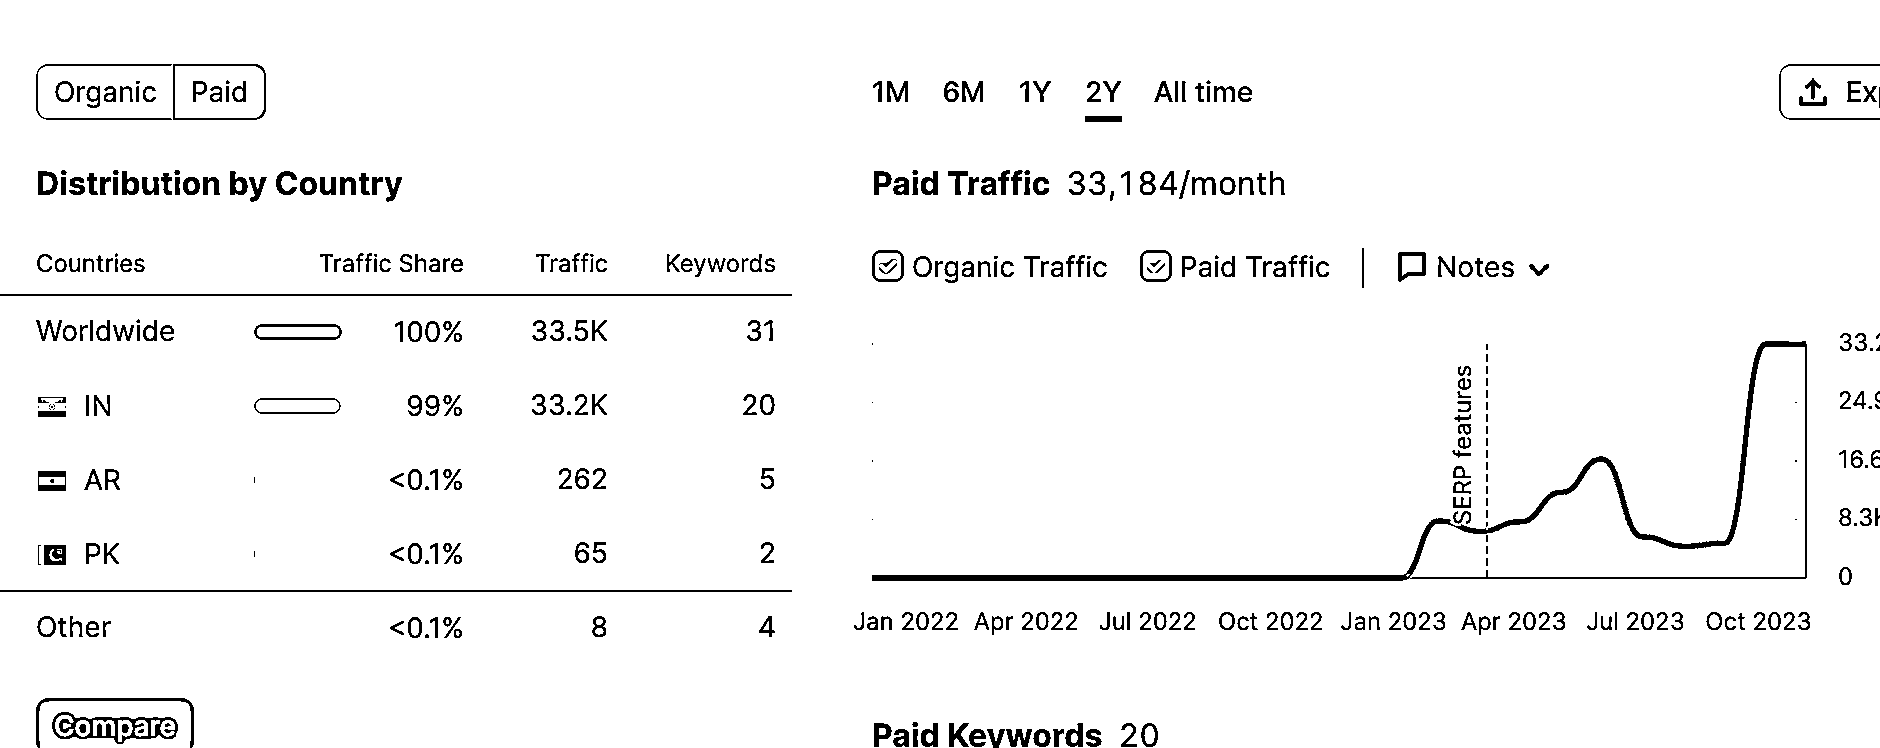 Organic Paid
1M 6M 1Y 2Y All time
Distribution by Country
Countries Traffic Share Traffic Keywords
Worldwide 100% 33.5K 31
IN 99% 33.2K 20
AR <0.1% 262 5
PK <0.1% 65 2
Other <0.1% 8 4
Compare
Paid Traffic 33,184/month
Organic Traffic Paid Traffic Notes
SERP features
33.2
24.9
16.6
8.3K
0
Jan 2022 Apr 2022 Jul 2022 Oct 2022 Jan 2023 Apr 2023 Jul 2023 Oct 2023
Paid Keywords 20